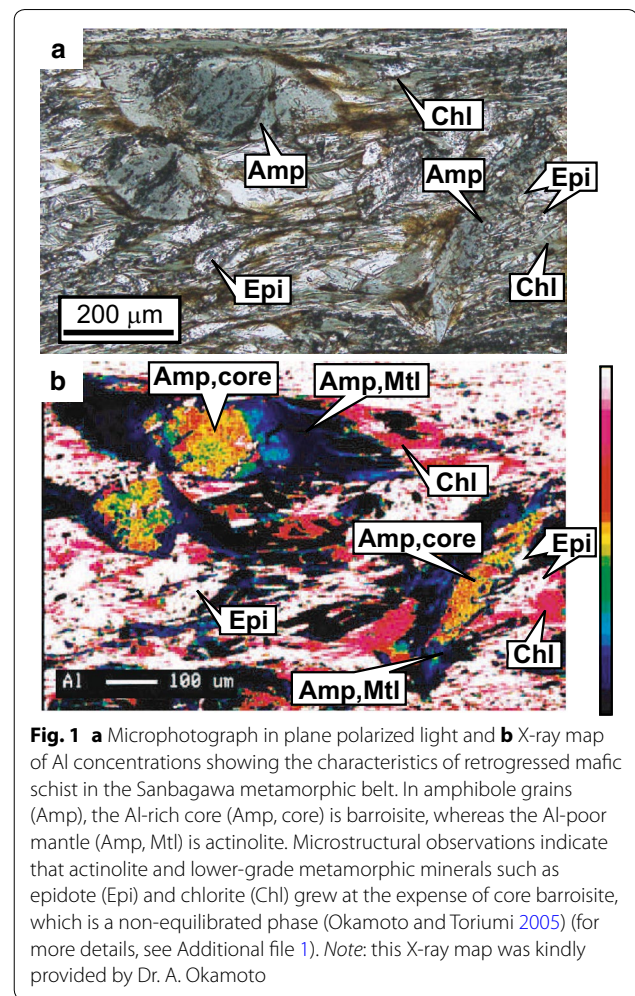 a
Chl
Amp
Amp
Epi
Epi
Chl
200 µm
b
Amp,core
Amp,Mtl
Chl
Amp,core
Epi
Epi
Chl
Al 100 um
Amp,Mtl
Fig. 1 a Microphotograph in plane polarized light and b X-ray map
of Al concentrations showing the characteristics of retrogressed mafic
schist in the Sanbagawa metamorphic belt. In amphibole grains
(Amp), the Al-rich core (Amp, core) is barroisite, whereas the Al-poor
mantle (Amp, Mtl) is actinolite. Microstructural observations indicate
that actinolite and lower-grade metamorphic minerals such as
epidote (Epi) and chlorite (Chl) grew at the expense of core barroisite,
which is a non-equilibrated phase (Okamoto and Toriumi 2005) (for
more details, see Additional file 1). Note: this X-ray map was kindly
provided by Dr. A. Okamoto